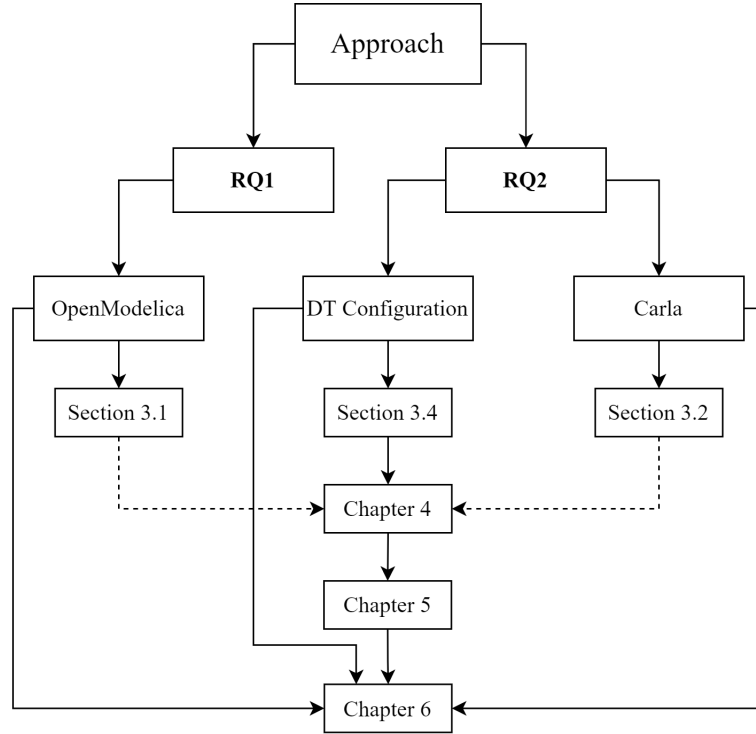 Approach
RQ1
RQ2
OpenModelica
DT Configuration
Carla
Section 3.1
Section 3.4
Section 3.2
Chapter 4
Chapter 5
Chapter 6